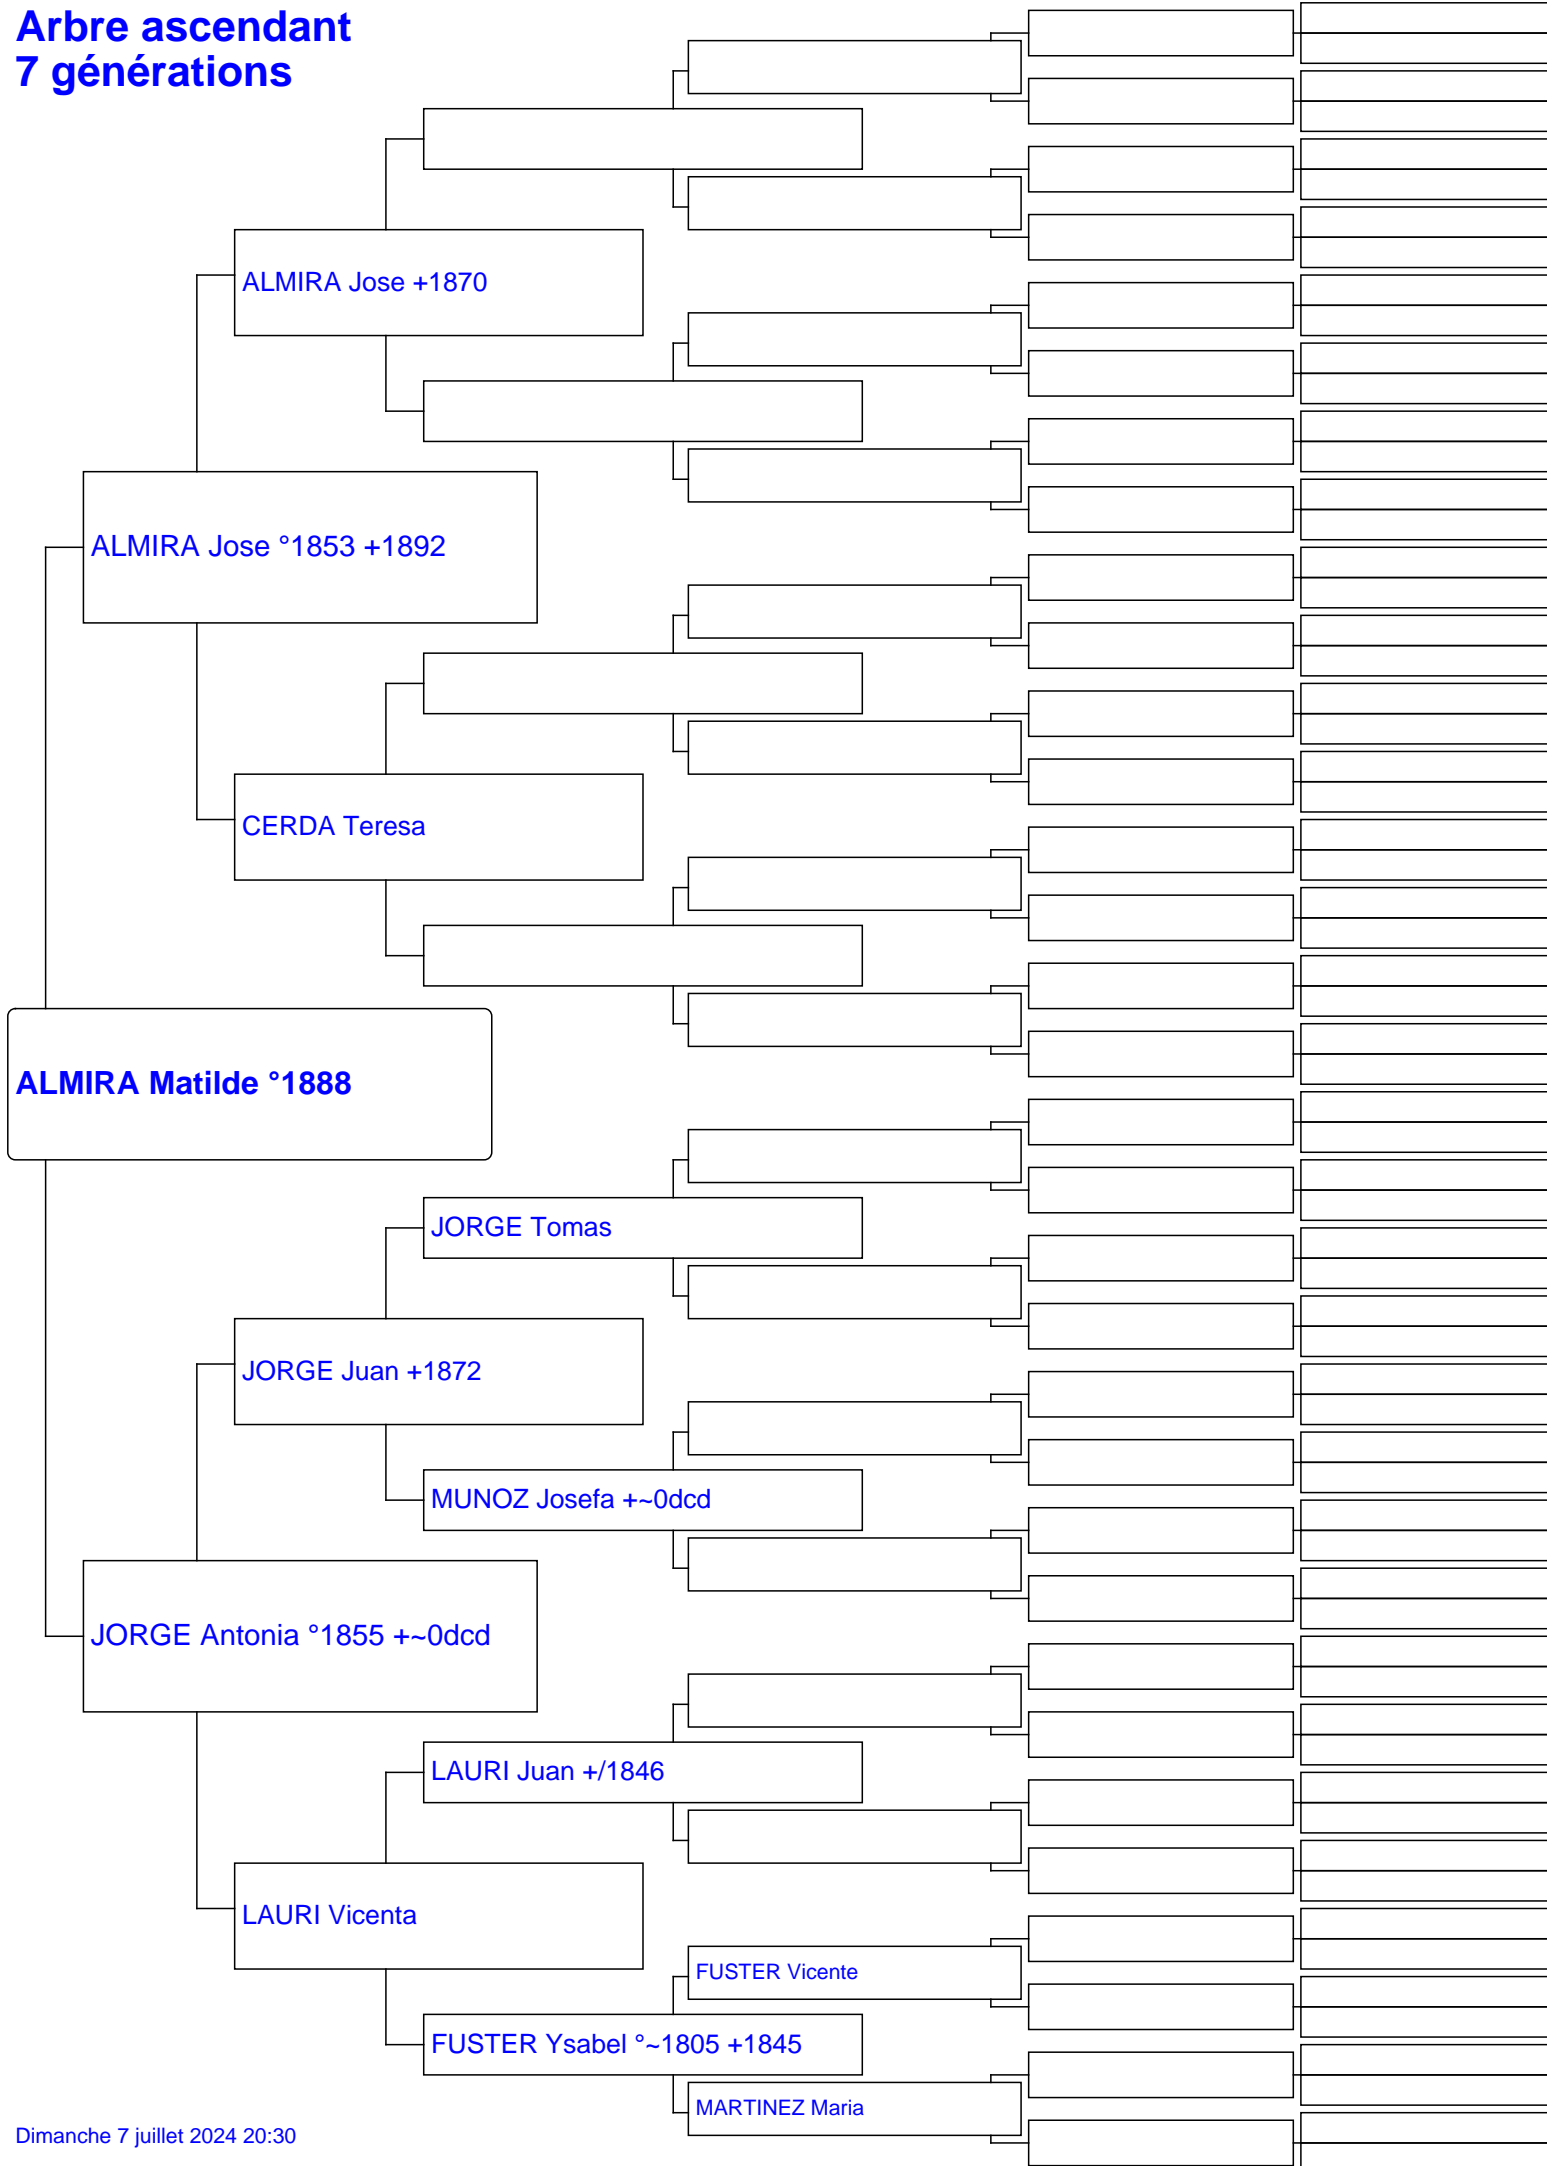 Arbre ascendant
7 générations
ALMIRA Jose +1870
ALMIRA Jose °1853 +1892
CERDA Teresa
ALMIRA Matilde °1888
JORGE Tomas
JORGE Juan +1872
MUNOZ Josefa +~0dcd
JORGE Antonia °1855 +~0dcd
LAURI Juan +/1846
LAURI Vicenta
FUSTER Vicente
FUSTER Ysabel °~1805 +1845
MARTINEZ Maria
Dimanche 7 juillet 2024 20:30